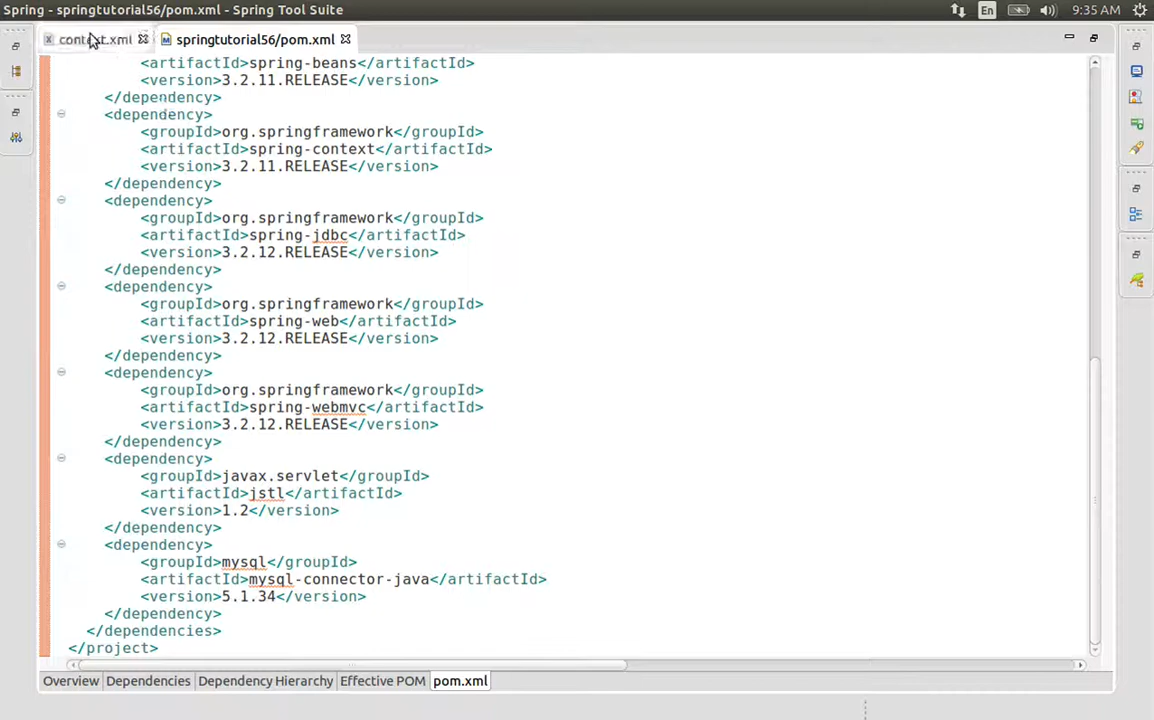 Spring - springtutorial56/pom.xml - Spring Tool Suite
En
9:35 AM
context.xml
springtutorial56/pom.xml
<artifactId>spring-beans</artifactId>
<version>3.2.11.RELEASE</version>
</dependency>
<dependency>
<groupId>org.springframework</groupId>
<artifactId>spring-context</artifactId>
<version>3.2.11.RELEASE</version>
</dependency>
<dependency>
<groupId>org.springframework</groupId>
<artifactId>spring-jdbc</artifactId>
<version>3.2.12.RELEASE</version>
</dependency>
<dependency>
<groupId>org.springframework</groupId>
<artifactId>spring-web</artifactId>
<version>3.2.12.RELEASE</version>
</dependency>
<dependency>
<groupId>org.springframework</groupId>
<artifactId>spring-webmvc</artifactId>
<version>3.2.12.RELEASE</version>
</dependency>
<dependency>
<groupId>javax.servlet</groupId>
<artifactId>jstl</artifactId>
<version>1.2</version>
</dependency>
<dependency>
<groupId>mysql</groupId>
<artifactId>mysql-connector-java</artifactId>
<version>5.1.34</version>
</dependency>
</dependencies>
</project>
Overview
Dependencies
Dependency Hierarchy
Effective POM
pom.xml